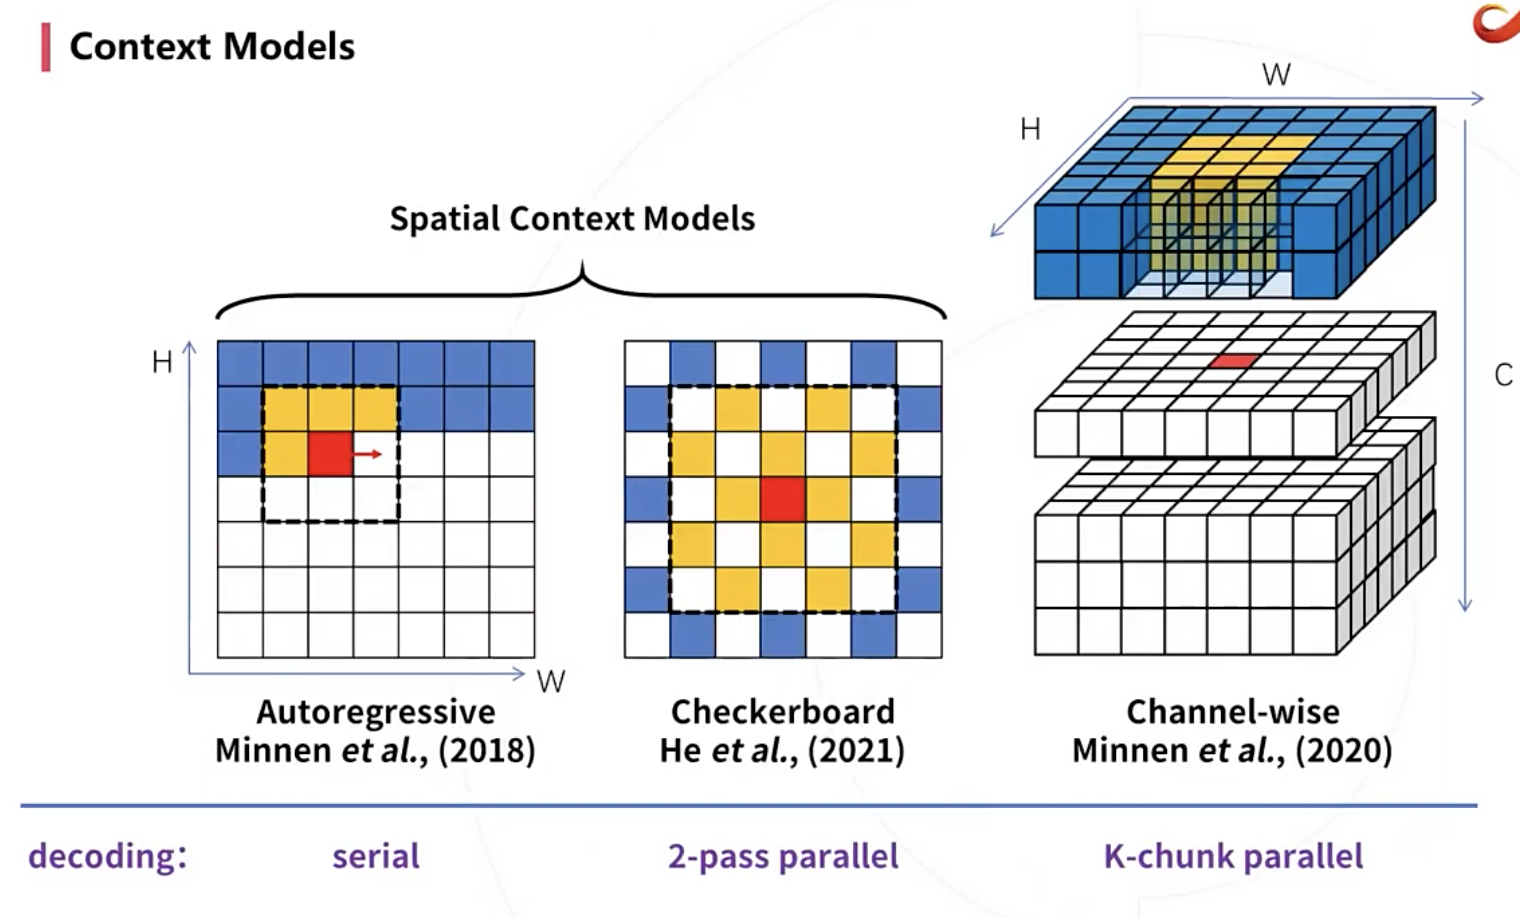 Context Models
W
H
Spatial Context Models
H
C
W
Autoregressive
Minnen et al., (2018)
Checkerboard
He et al., (2021)
Channel-wise
Minnen et al., (2020)
decoding:
serial
2-pass parallel
K-chunk parallel